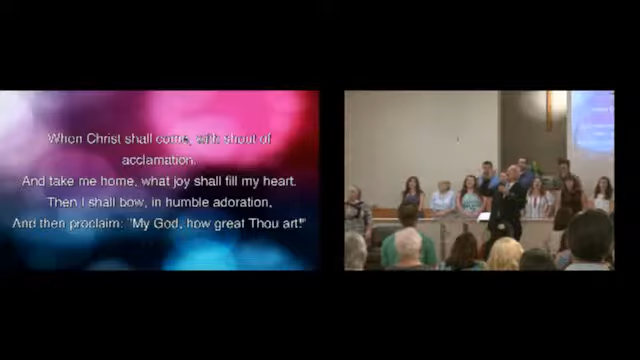 When Christ shall come, with shout of
acclamation.
And take me home, what joy shall fill my heart.
Then I shall bow, in humble adoration,
And then proclaim: "My God, how great Thou art!"